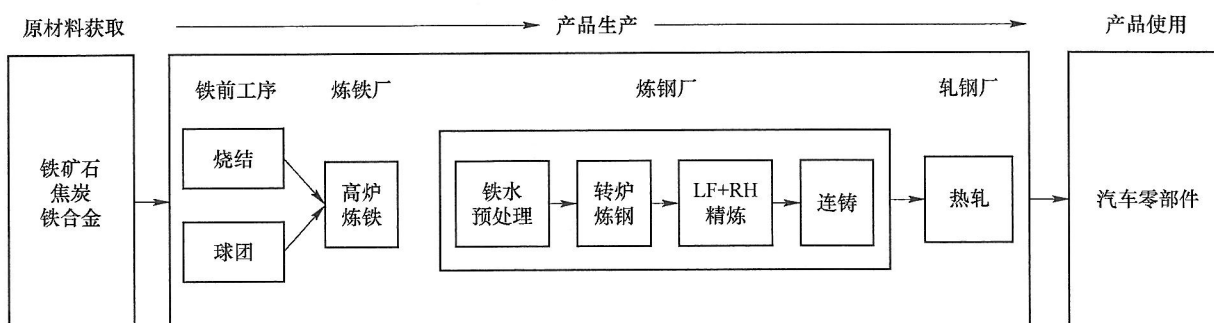 原材料获取
产品生产
产品使用
铁矿石
焦炭
铁合金
铁前工序
炼铁厂
炼钢厂
轧钢厂
烧结
球团
高炉
炼铁
铁水
预处理
转炉
炼钢
LF+RH
精炼
连铸
热轧
汽车零部件